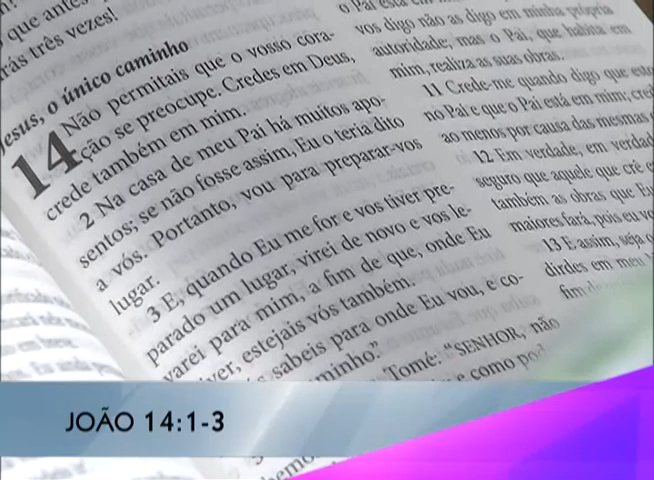 que antes
rás três vezes!
Jesus, o único caminho
14 Não permitais que o vosso cora-
ção se preocupe. Credes em Deus,
crede também em mim.
2 Na casa de meu Pai há muitos apo-
sentos; se não fosse assim, Eu o teria dito
a vós. Portanto, vou para preparar-vos
lugar.
3 E, quando Eu me for e vos tiver pre-
parado um lugar, virei de novo e vos le-
varei para mim, a fim de que, onde Eu
ver, estejais vós também.
sabeis para onde Eu vou, e co-
minho.”
Tomé: “SENHOR, não
e como
o Pai está em
vos digo não as digo em minha própria
autoridade; mas o Pai, que habita em
mim, realiza as suas obras.
11 Crede-me quando digo que
no Pai e que o Pai está em mim;
ao menos por causa das mesmas
12 Em verdade, em verdade
seguro que aquele que crê
também as obras que Eu
maiores fará, pois eu
13 E assim, seja o
dirdes em meu
fim
JOÃO 14:1-3